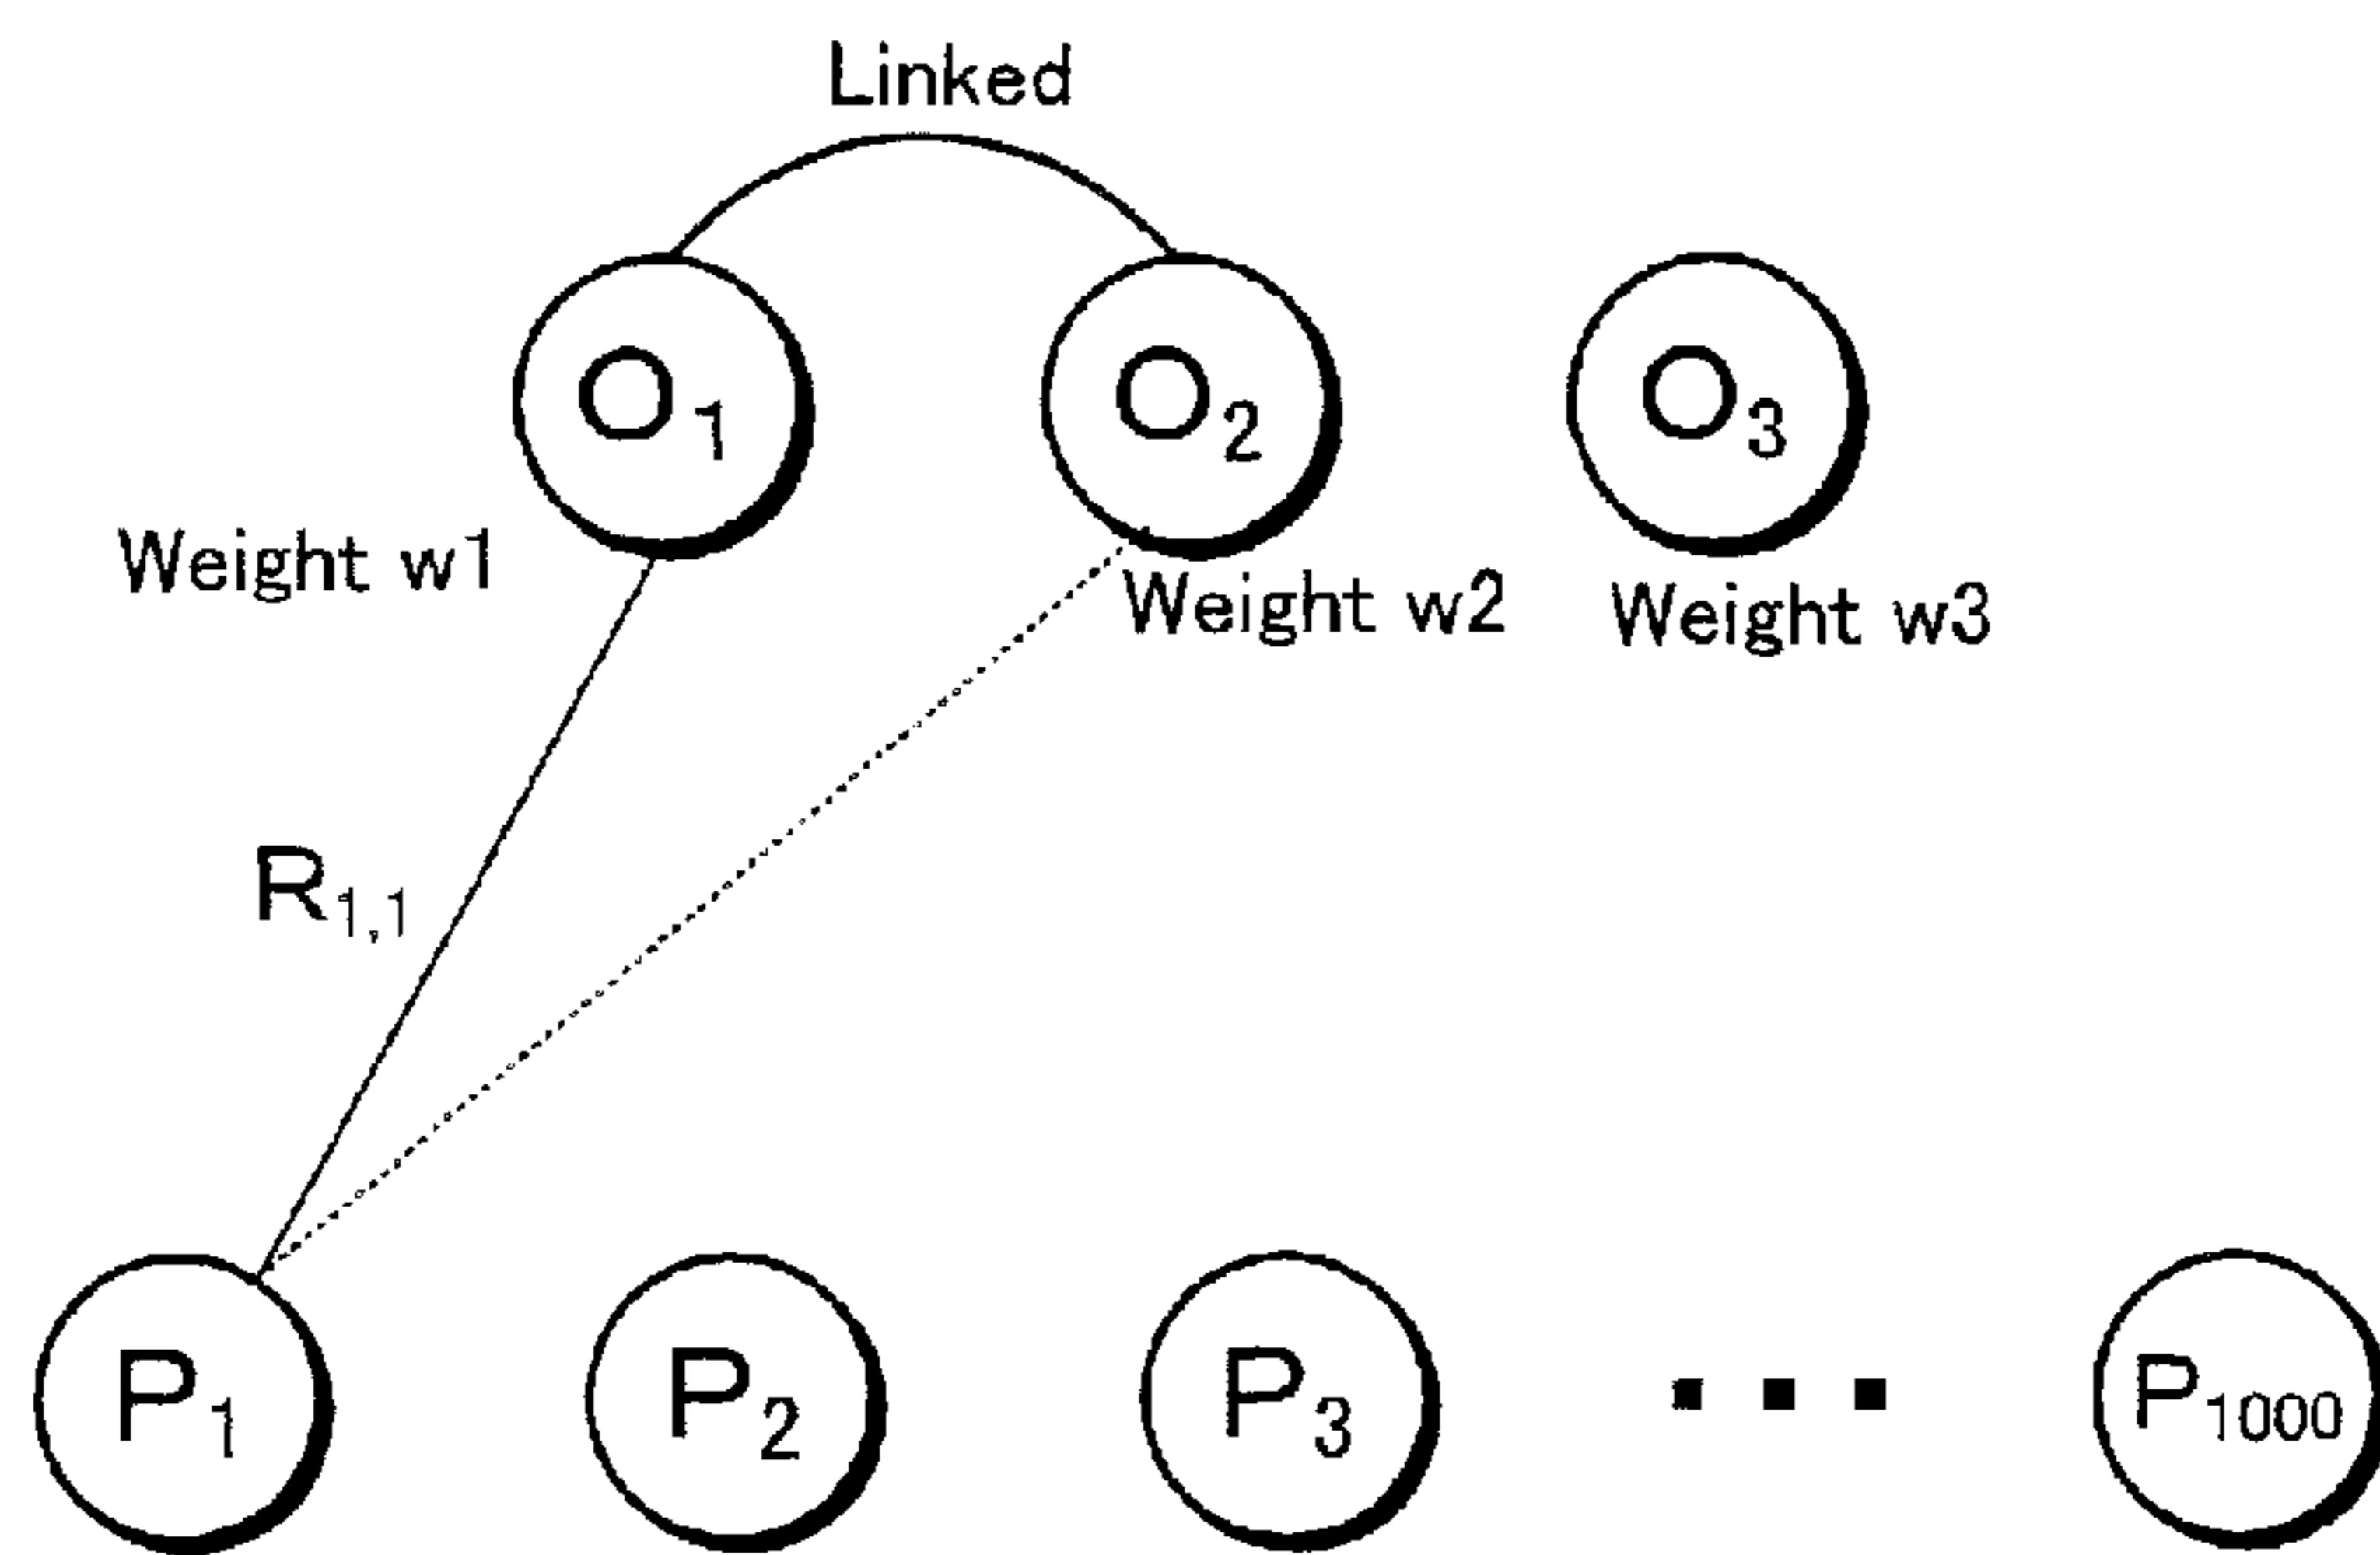 Linked
O1 O2 O3
Weight w1 Weight w2 Weight w3
R1,1
P1 P2 P3 ▪ ▪ ▪ P1000